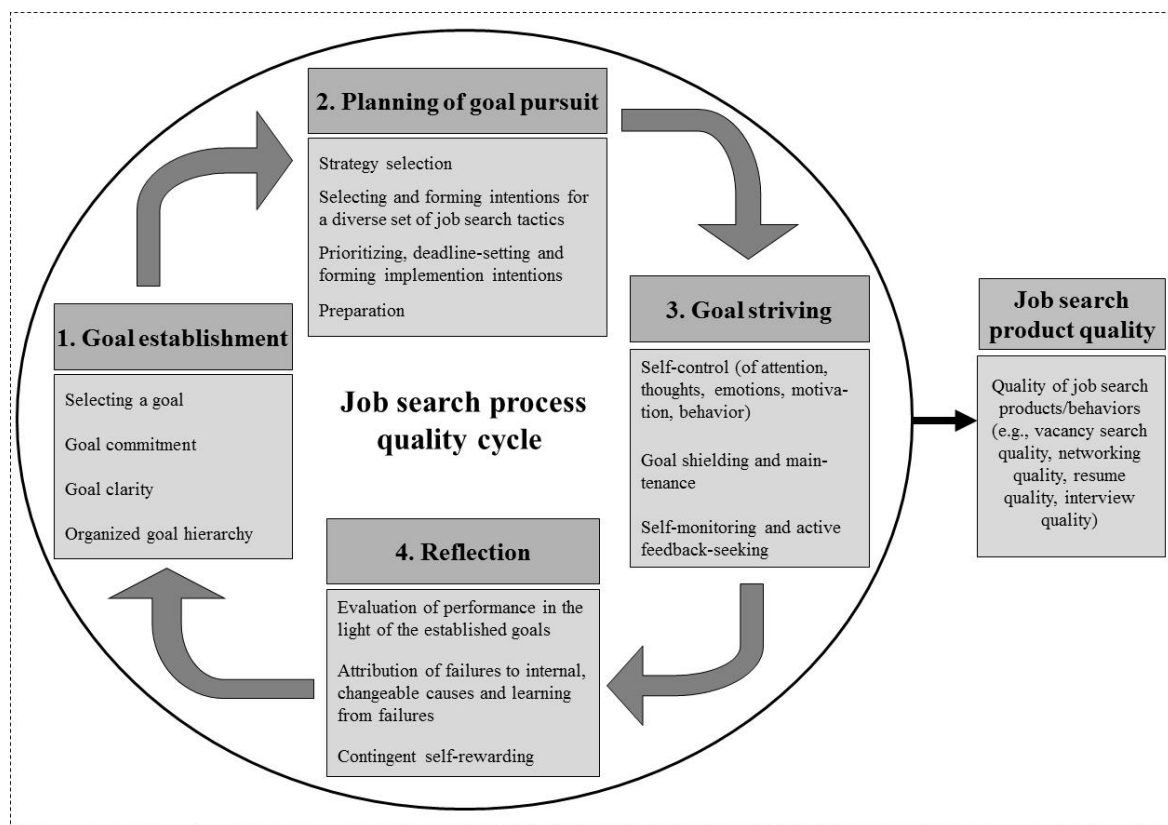 2. Planning of goal pursuit
Strategy selection
Selecting and forming intentions for
a diverse set of job search tactics
Prioritizing, deadline-setting and
forming implemention intentions
Preparation
1. Goal establishment
Selecting a goal
Goal commitment
Goal clarity
Organized goal hierarchy
Job search process
quality cycle
3. Goal striving
Self-control (of attention,
thoughts, emotions, motiva-
tion, behavior)
Goal shielding and main-
tenance
Self-monitoring and active
feedback-seeking
4. Reflection
Evaluation of performance in the
light of the established goals
Attribution of failures to internal,
changeable causes and learning
from failures
Contingent self-rewarding
Job search
product quality
Quality of job search
products/behaviors
(e.g., vacancy search
quality, networking
quality, resume
quality, interview
quality)